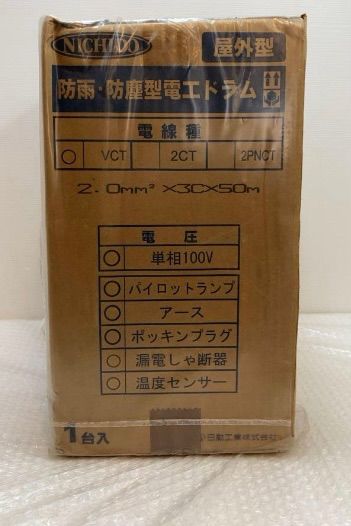 NICHIDO
屋外型
防雨・防塵型電工ドラム
電線種
○ VCT 2CT 2PNCT
2.0mm² ×3C×50m
電圧
○ 単相100V
○ パイロットランプ
○ アース
○ ポッキンプラグ
○ 漏電しゃ断器
○ 温度センサー
1台入
日動工業株式会社